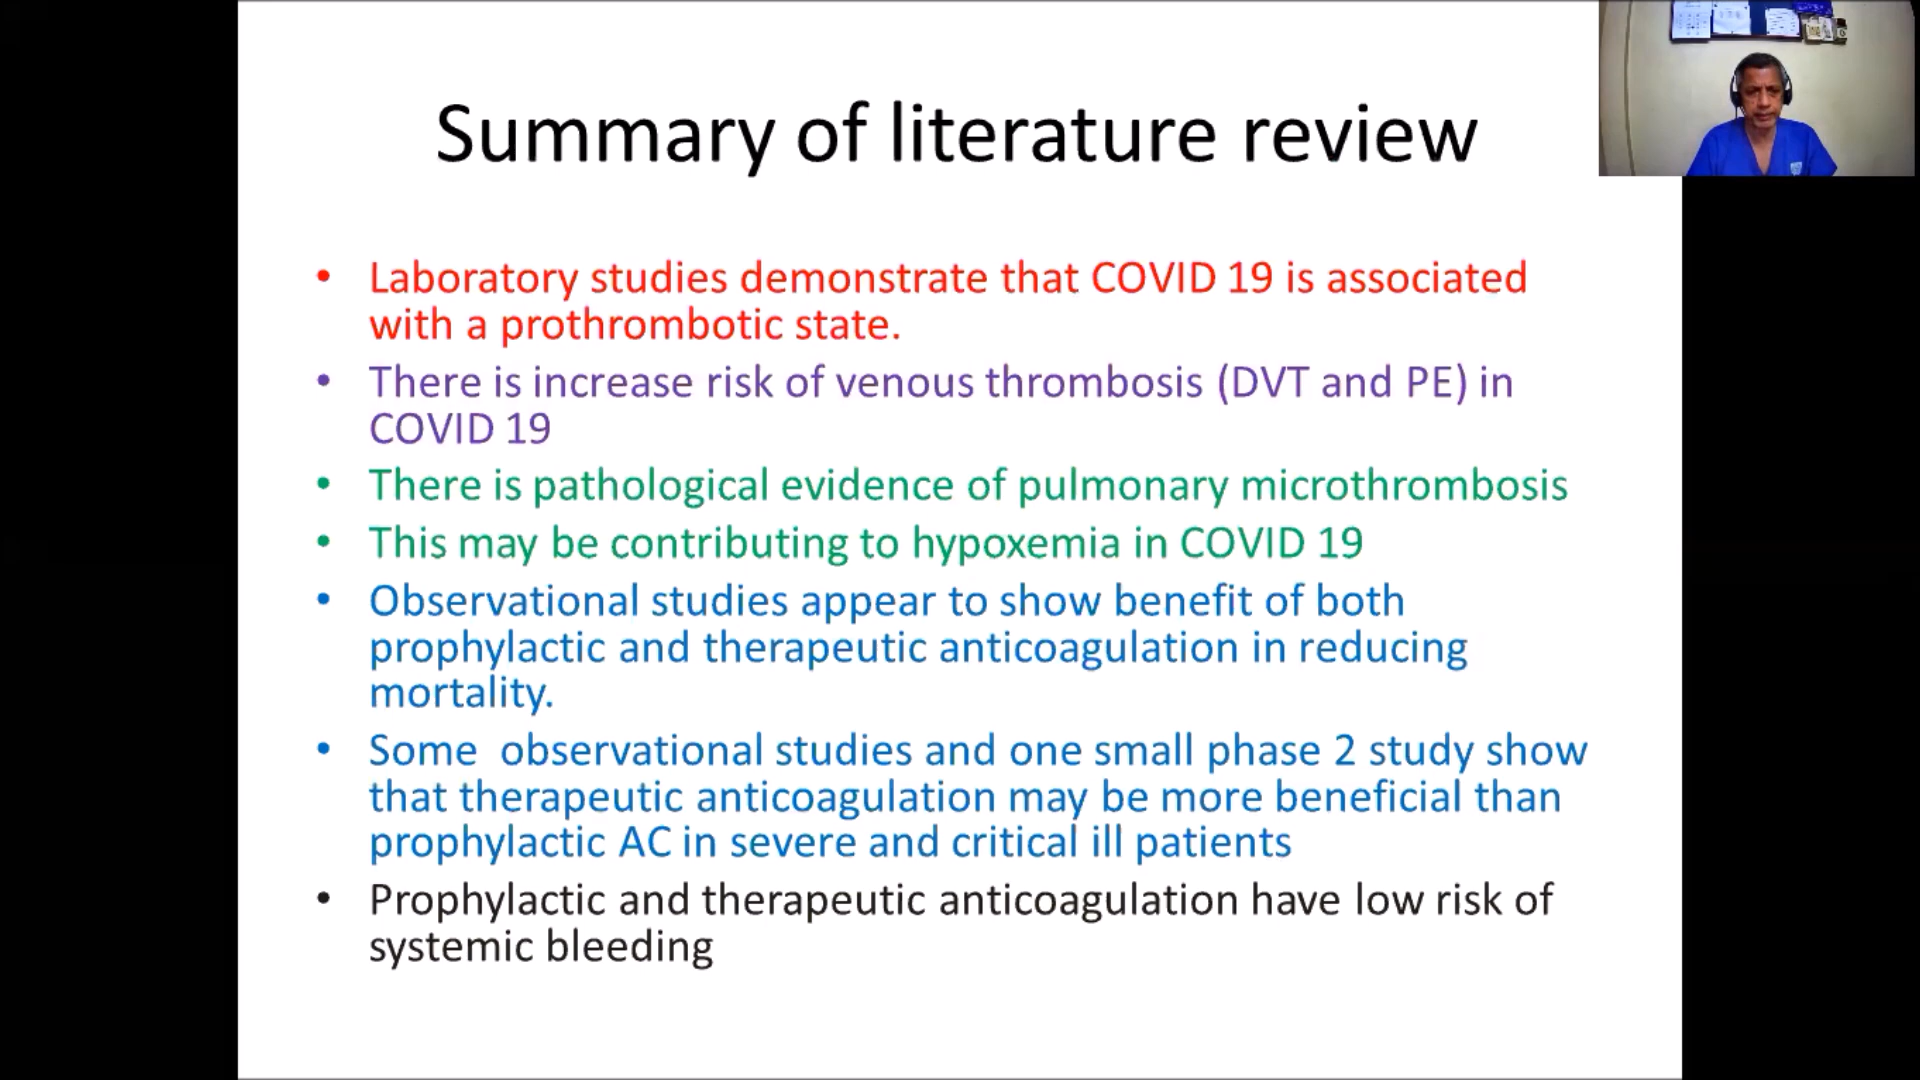 Summary of literature review
• Laboratory studies demonstrate that COVID 19 is associated
with a prothrombotic state.
• There is increase risk of venous thrombosis (DVT and PE) in
COVID 19
• There is pathological evidence of pulmonary microthrombosis
• This may be contributing to hypoxemia in COVID 19
• Observational studies appear to show benefit of both
prophylactic and therapeutic anticoagulation in reducing
mortality.
• Some  observational studies and one small phase 2 study show
that therapeutic anticoagulation may be more beneficial than
prophylactic AC in severe and critical ill patients
• Prophylactic and therapeutic anticoagulation have low risk of
systemic bleeding